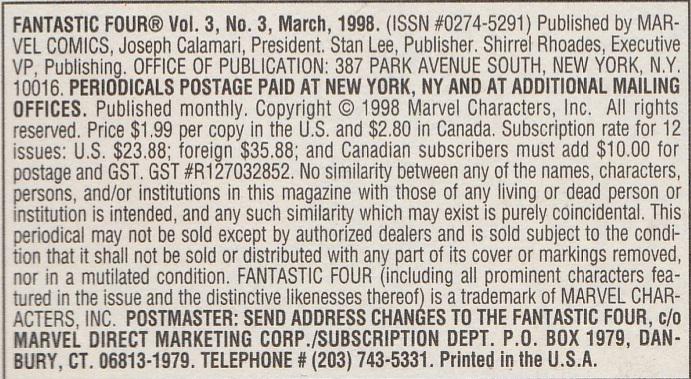 FANTASTIC FOUR® Vol. 3, No. 3, March, 1998. (ISSN #0274-5291) Published by MAR-
VEL COMICS, Joseph Calamari, President. Stan Lee, Publisher. Shirrel Rhoades, Executive
VP, Publishing. OFFICE OF PUBLICATION: 387 PARK AVENUE SOUTH, NEW YORK, N.Y.
10016. PERIODICALS POSTAGE PAID AT NEW YORK, NY AND AT ADDITIONAL MAILING
OFFICES. Published monthly. Copyright © 1998 Marvel Characters, Inc. All rights
reserved. Price $1.99 per copy in the U.S. and $2.80 in Canada. Subscription rate for 12
issues: U.S. $23.88; foreign $35.88; and Canadian subscribers must add $10.00 for
postage and GST. GST #R127032852. No similarity between any of the names, characters,
persons, and/or institutions in this magazine with those of any living or dead person or
institution is intended, and any such similarity which may exist is purely coincidental. This
periodical may not be sold except by authorized dealers and is sold subject to the condi-
tion that it shall not be sold or distributed with any part of its cover or markings removed,
nor in a mutilated condition. FANTASTIC FOUR (including all prominent characters fea-
tured in the issue and the distinctive likenesses thereof) is a trademark of MARVEL CHAR-
ACTERS, INC. POSTMASTER: SEND ADDRESS CHANGES TO THE FANTASTIC FOUR, c/o
MARVEL DIRECT MARKETING CORP./SUBSCRIPTION DEPT. P.O. BOX 1979, DAN-
BURY, CT. 06813-1979. TELEPHONE # (203) 743-5331. Printed in the U.S.A.